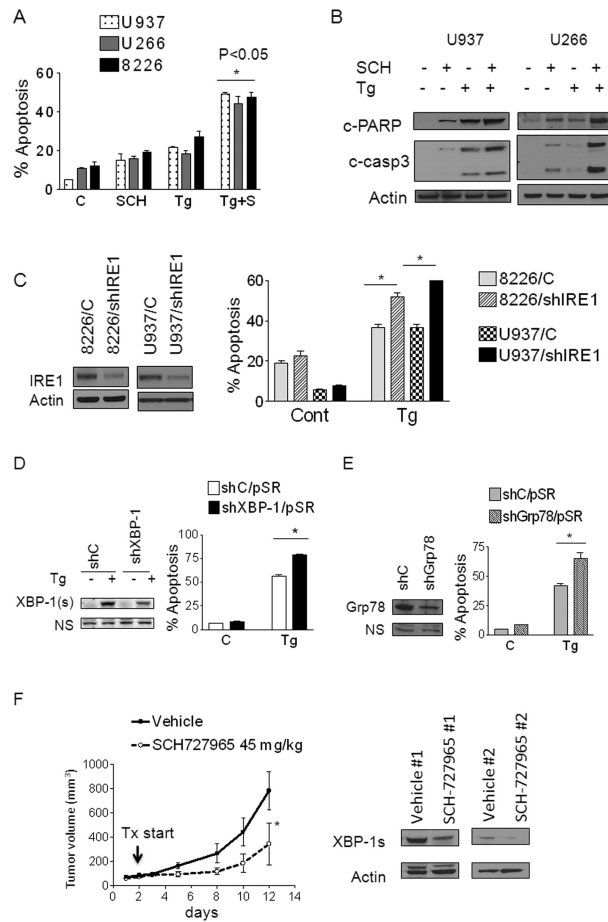 A
U937
U266
8226
P<0.05
*
% Apoptosis
60
40
20
0
C SCH Tg Tg+S
B
U937 U266
SCH - + - + - + - +
Tg - - + + - - + +
c-PARP
c-casp3
Actin
C
8226/C
8226/shIRE1
U937/C
U937/shIRE1
IRE1
Actin
% Apoptosis
60
40
20
0
* *
Cont Tg
8226/C
8226/shIRE1
U937/C
U937/shIRE1
D
shC shXBP-1
Tg - + - +
XBP-1(s)
NS
shC/pSR
shXBP-1/pSR
% Apoptosis
100
75
50
25
0
*
C Tg
E
shC
shGrp78
Grp78
NS
shC/pSR
shGrp78/pSR
% Apoptosis
100
75
50
25
0
*
C Tg
F
Vehicle
SCH727965 45 mg/kg
Tumor volume (mm³)
1000
800
600
400
200
0
Tx start
*
0 2 4 6 8 10 12 14
days
Vehicle #1
SCH-727965 #1
Vehicle #2
SCH-727965 #2
XBP-1s
Actin